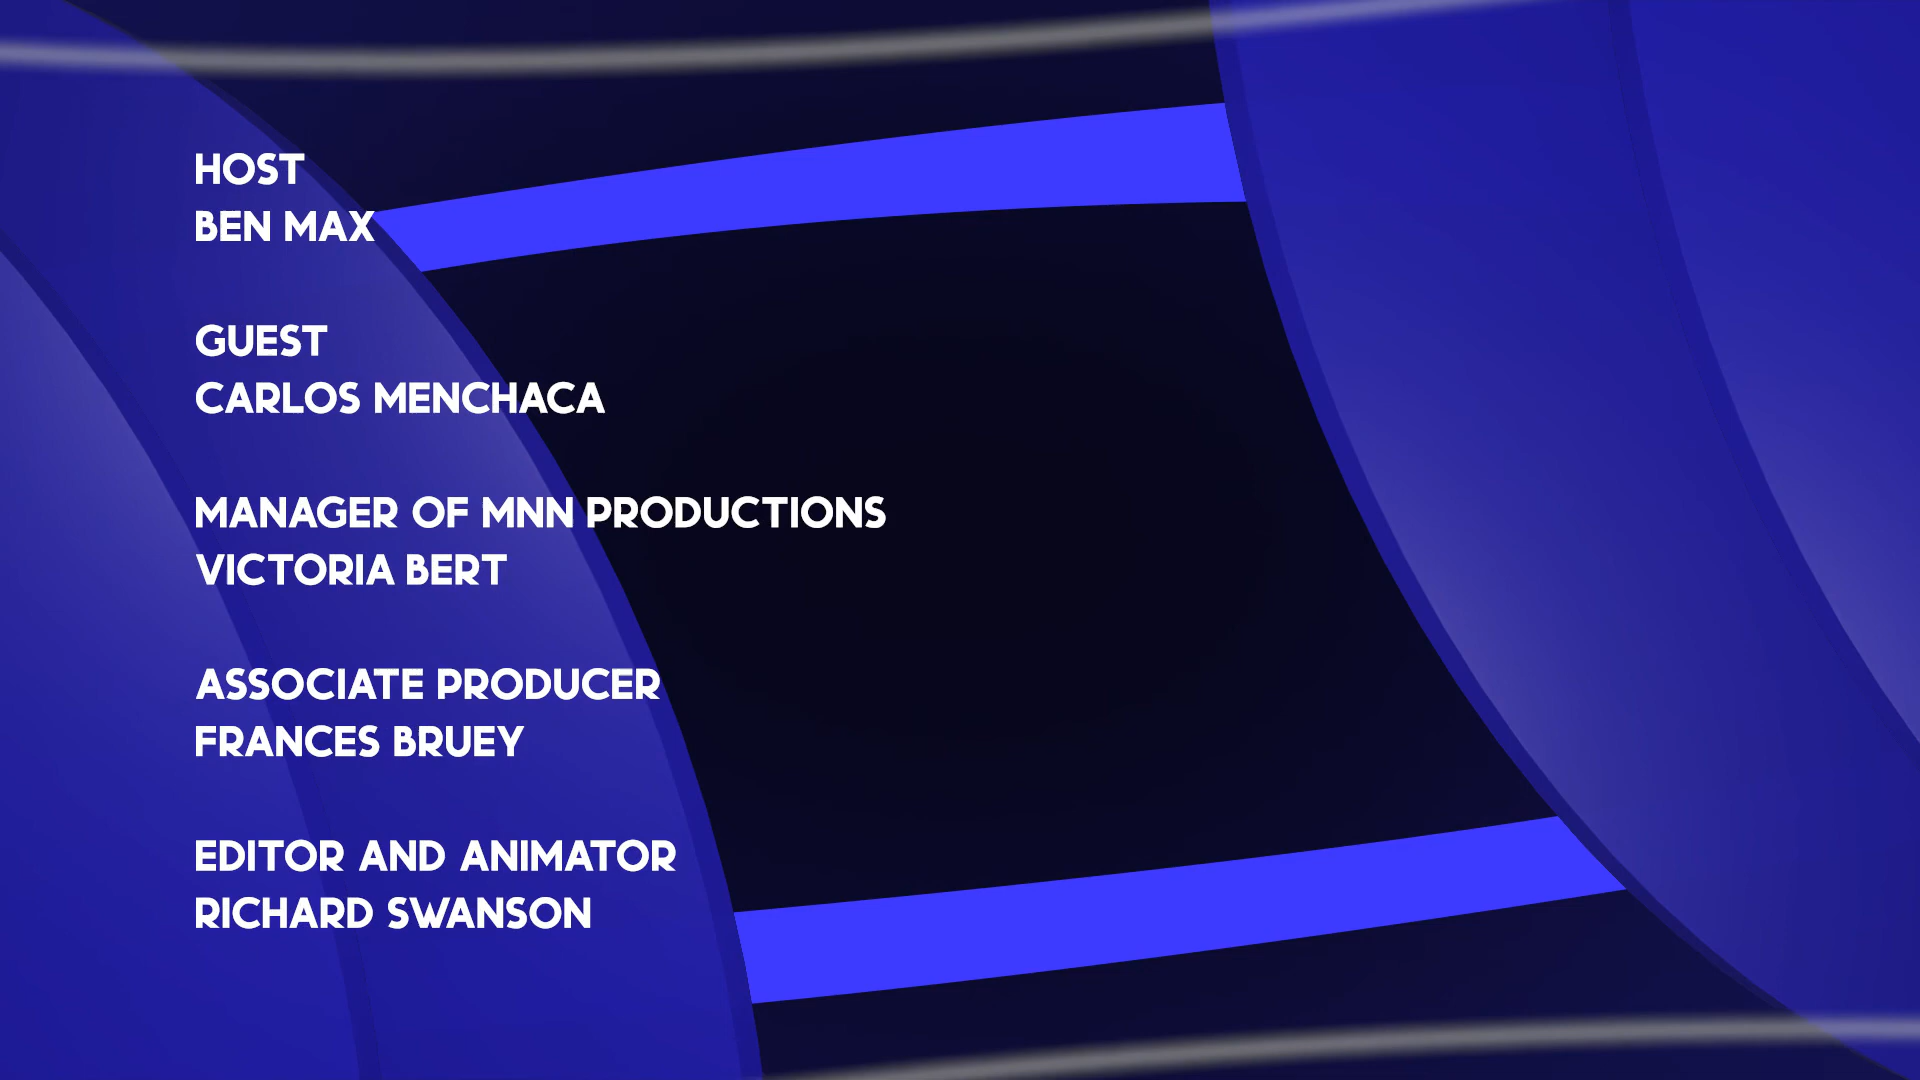 HOST
BEN MAX
GUEST
CARLOS MENCHACA
MANAGER OF MNN PRODUCTIONS
VICTORIA BERT
ASSOCIATE PRODUCER
FRANCES BRUEY
EDITOR AND ANIMATOR
RICHARD SWANSON